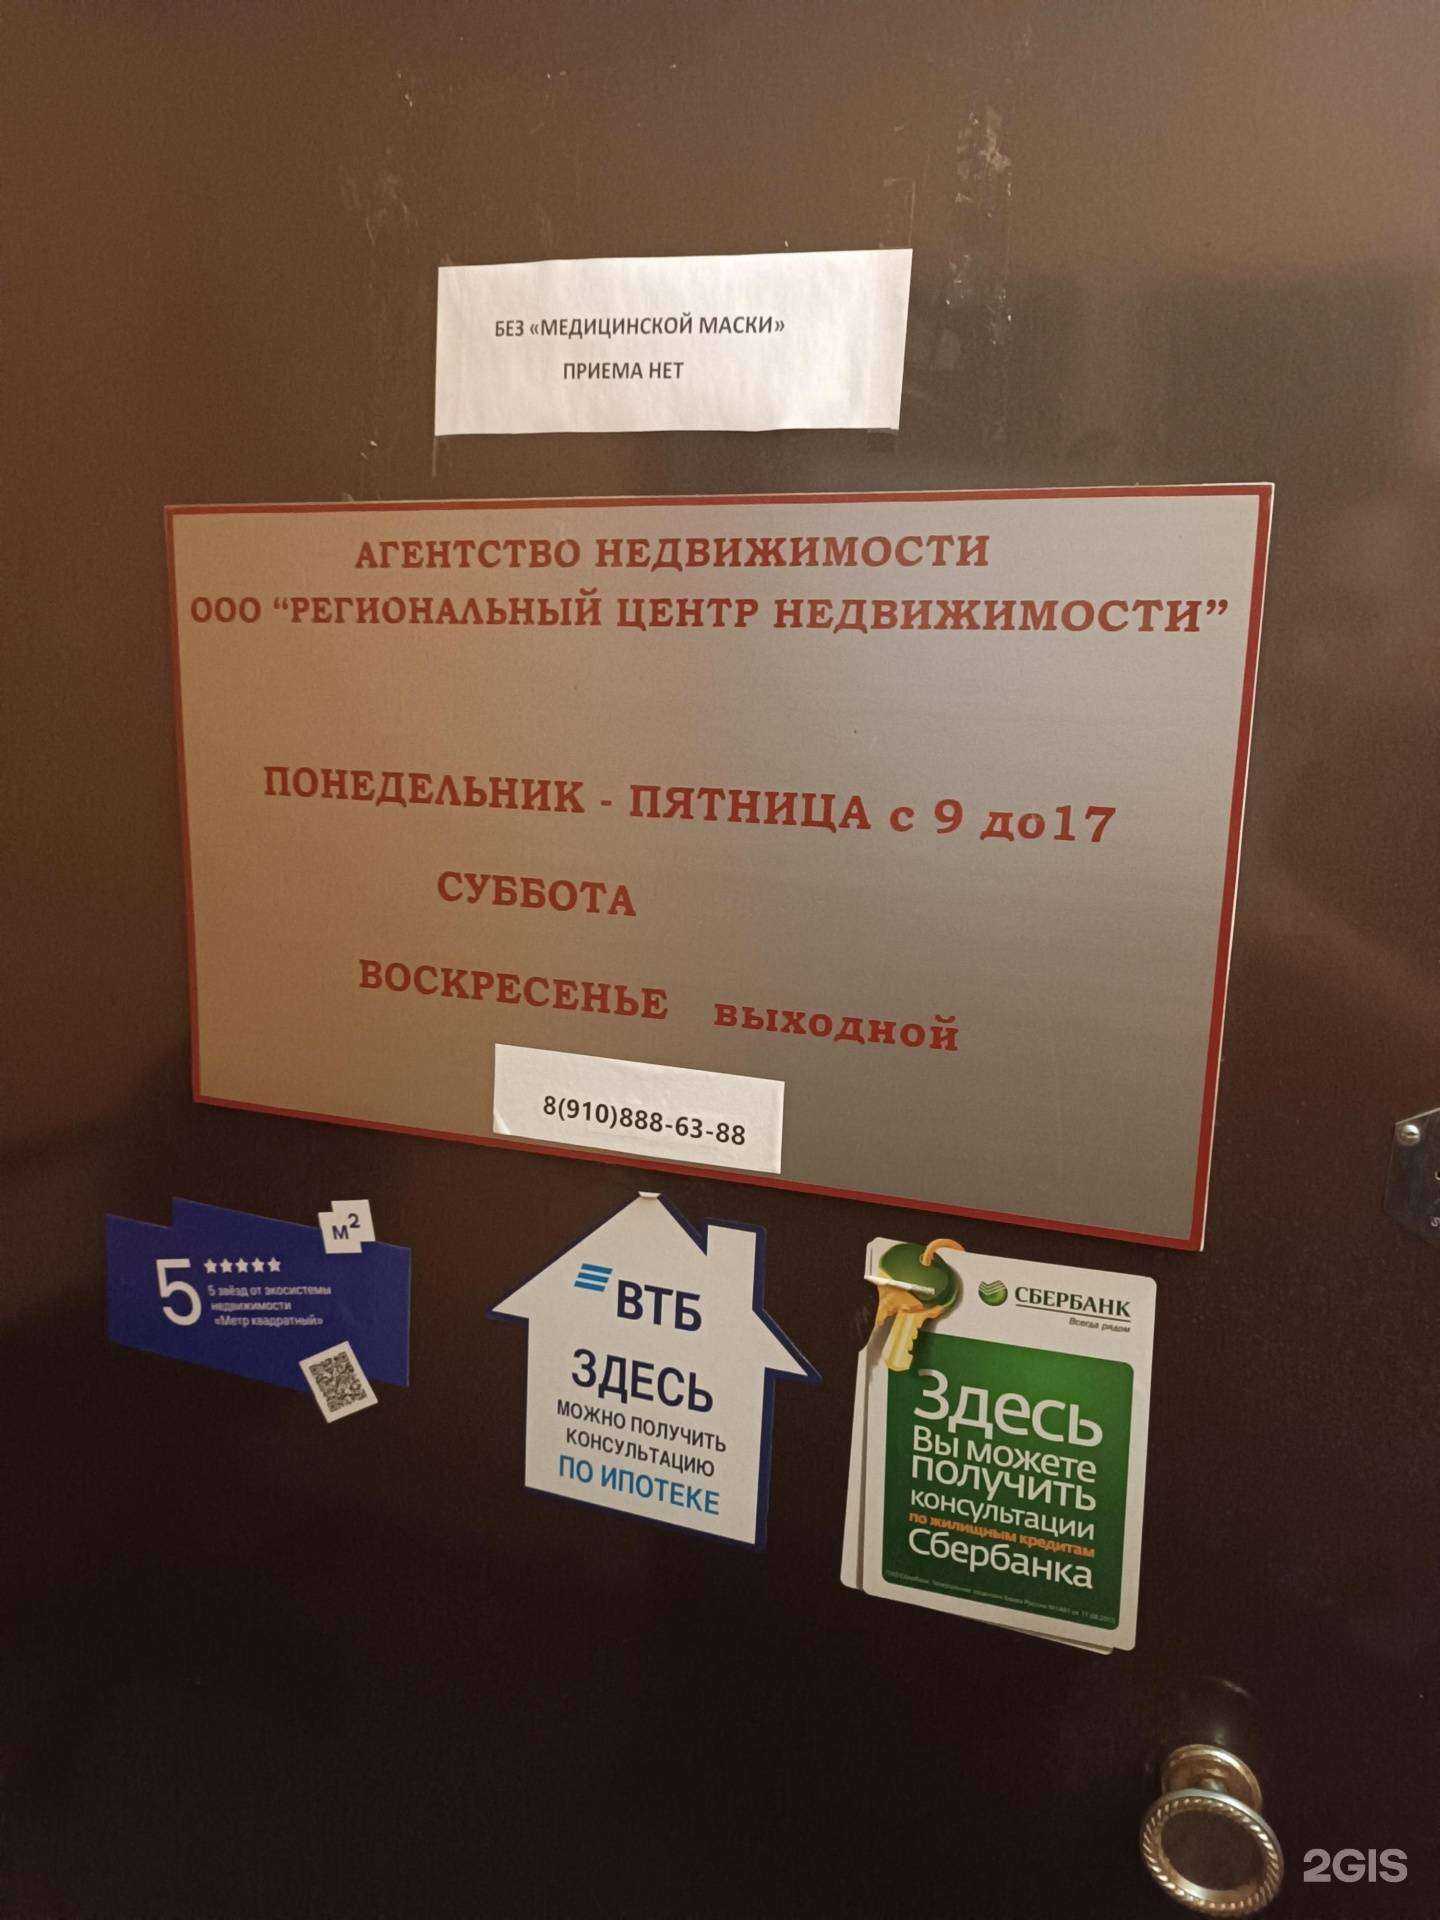 БЕЗ «МЕДИЦИНСКОЙ МАСКИ»
ПРИЕМА НЕТ
АГЕНТСТВО НЕДВИЖИМОСТИ
ООО “РЕГИОНАЛЬНЫЙ ЦЕНТР НЕДВИЖИМОСТИ”
ПОНЕДЕЛЬНИК - ПЯТНИЦА с 9 до17
СУББОТА
ВОСКРЕСЕНЬЕ выходной
8(910)888-63-88
М²
5
5 звёзд от экосистемы
недвижимости
«Метр квадратный»
ВТБ
ЗДЕСЬ
МОЖНО ПОЛУЧИТЬ
КОНСУЛЬТАЦИЮ
ПО ИПОТЕКЕ
СБЕРБАНК
Всегда рядом
Здесь
Вы можете
получить
консультации
по жилищным кредитам
Сбербанка
2GIS